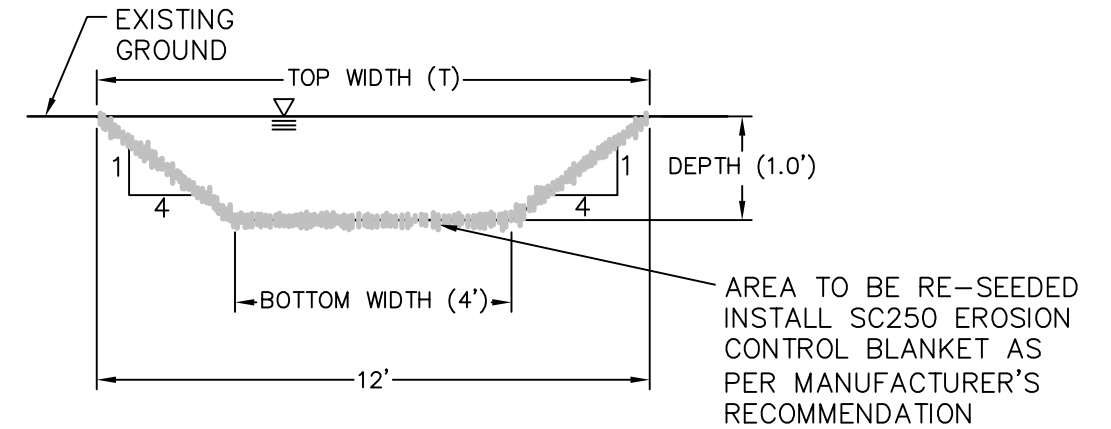 EXISTING
GROUND
TOP WIDTH (T)
1
4
1
4
DEPTH (1.0')
BOTTOM WIDTH (4')
AREA TO BE RE-SEEDED
INSTALL SC250 EROSION
CONTROL BLANKET AS
PER MANUFACTURER'S
RECOMMENDATION
12'